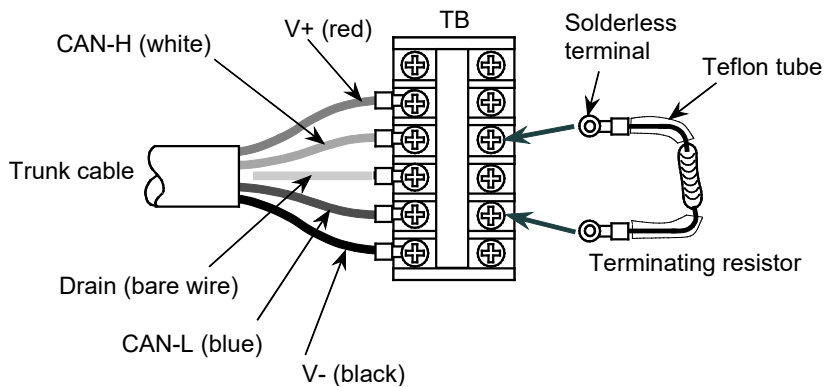 TB
V+ (red)
CAN-H (white)
Solderless
terminal
Teflon tube
Trunk cable
Drain (bare wire)
Terminating resistor
CAN-L (blue)
V- (black)